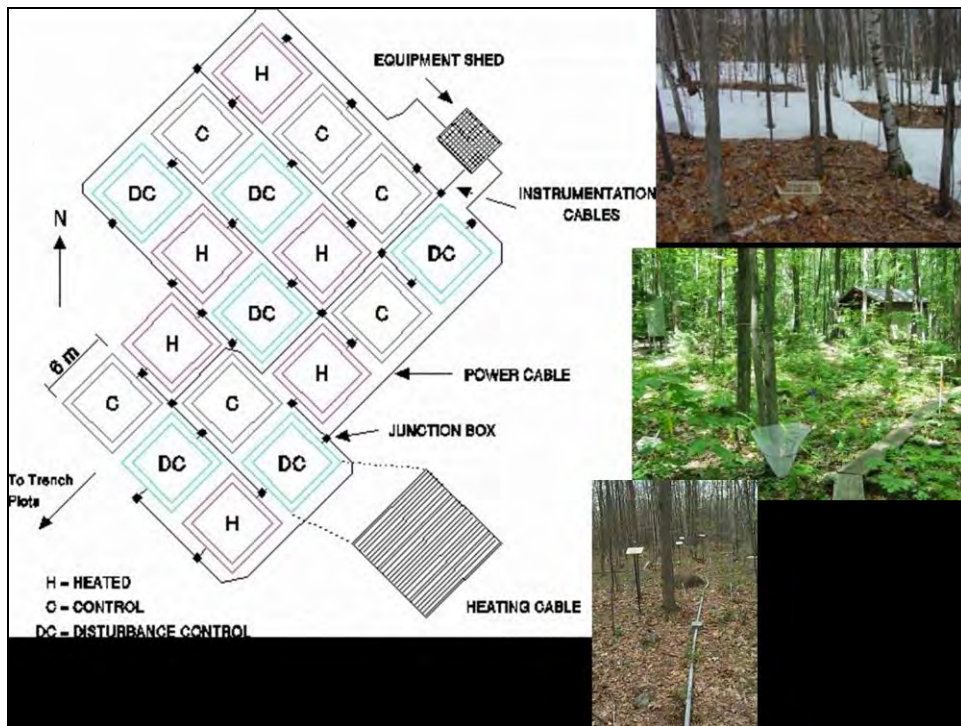 EQUIPMENT SHED
H
C C
DC DC C
INSTRUMENTATION
CABLES
N
H H DC
DC C
H
6 m
H
POWER CABLE
C C
JUNCTION BOX
DC DC
To Trench
Plots
H
H = HEATED
C = CONTROL
DC = DISTURBANCE CONTROL
HEATING CABLE